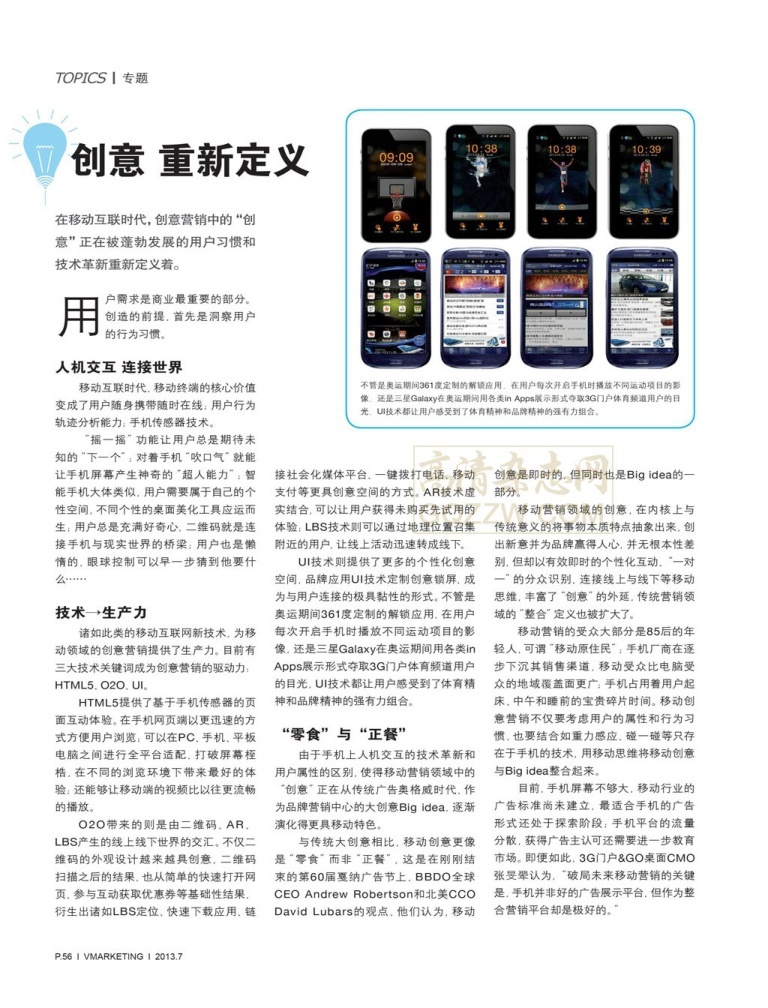 TOPICS | 专题
创意 重新定义
在移动互联时代，创意营销中的“创
意”正在被蓬勃发展的用户习惯和
技术革新重新定义着。
用户需求是商业最重要的部分。
创造的前提，首先是洞察用户
的行为习惯。
人机交互 连接世界
移动互联时代，移动终端的核心价值
变成了用户随身携带随时在线；用户行为
轨迹分析能力；手机传感器技术。
“摇一摇”功能让用户总是期待未
知的“下一个”；对着手机“吹口气”就能
让手机屏幕产生神奇的“超人能力”；智
能手机大体类似，用户需要属于自己的个
性空间，不同个性的桌面美化工具应运而
生；用户总是充满好奇心，二维码就是连
接手机与现实世界的桥梁；用户也是懒
惰的，眼球控制可以早一步猜到他要什
么……
技术→生产力
诸如此类的移动互联网新技术，为移
动领域的创意营销提供了生产力。目前有
三大技术关键词成为创意营销的驱动力：
HTML5、O2O、UI。
HTML5提供了基于手机传感器的页
面互动体验。在手机网页端以更迅速的方
式方便用户浏览；可以在PC、手机、平板
电脑之间进行全平台适配，打破屏幕桎
梏，在不同的浏览环境下带来最好的体
验；还能够让移动端的视频比以往更流畅
的播放。
O2O带来的则是由二维码、AR、
LBS产生的线上线下世界的交汇。不仅二
维码的外观设计越来越具创意，二维码
扫描之后的结果，也从简单的快速打开网
页、参与互动获取优惠券等基础性结果，
衍生出诸如LBS定位、快速下载应用、链
09:09
10:38
10:38
10:39
不管是奥运期间361度定制的解锁应用，在用户每次开启手机时播放不同运动项目的影
像，还是三星Galaxy在奥运期间用各类in Apps展示形式夺取3G门户体育频道用户的目
光，UI技术都让用户感受到了体育精神和品牌精神的强有力组合。
接社会化媒体平台、一键拨打电话、移动
支付等更具创意空间的方式。AR技术虚
实结合，可以让用户获得未购买先试用的
体验；LBS技术则可以通过地理位置召集
附近的用户，让线上活动迅速转成线下。
UI技术则提供了更多的个性化创意
空间，品牌应用UI技术定制创意锁屏，成
为与用户连接的极具黏性的形式。不管是
奥运期间361度定制的解锁应用，在用户
每次开启手机时播放不同运动项目的影
像，还是三星Galaxy在奥运期间用各类in
Apps展示形式夺取3G门户体育频道用户
的目光，UI技术都让用户感受到了体育精
神和品牌精神的强有力组合。
“零食”与“正餐”
由于手机上人机交互的技术革新和
用户属性的区别，使得移动营销领域中的
“创意”正在从传统广告奥格威时代，作
为品牌营销中心的大创意Big idea，逐渐
演化得更具移动特色。
与传统大创意相比，移动创意更像
是“零食”而非“正餐”，这是在刚刚结
束的第60届戛纳广告节上，BBDO全球
CEO Andrew Robertson和北美CCO
David Lubars的观点，他们认为，移动
创意是即时的，但同时也是Big idea的一
部分。
移动营销领域的创意，在内核上与
传统意义的将事物本质特点抽象出来，创
出新意并为品牌赢得人心，并无根本性差
别，但却以有效即时的个性化互动、“一对
一”的分众识别，连接线上与线下等移动
思维，丰富了“创意”的外延，传统营销领
域的“整合”定义也被扩大了。
移动营销的受众大部分是85后的年
轻人，可谓“移动原住民”；手机厂商在逐
步下沉其销售渠道，移动受众比电脑受
众的地域覆盖面更广；手机占用着用户起
床、中午和睡前的宝贵碎片时间。移动创
意营销不仅要考虑用户的属性和行为习
惯，也要结合如重力感应，碰一碰等只存
在于手机的技术，用移动思维将移动创意
与Big idea整合起来。
目前，手机屏幕不够大，移动行业的
广告标准尚未建立，最适合手机的广告
形式还处于探索阶段；手机平台的流量
分散，获得广告主认可还需要进一步教育
市场。即便如此，3G门户&GO桌面CMO
张旻翚认为，“破局未来移动营销的关键
是，手机并非好的广告展示平台，但作为整
合营销平台却是极好的。”
高清杂志网
GQZZW.COM
P.56 | VMARKETING | 2013.7